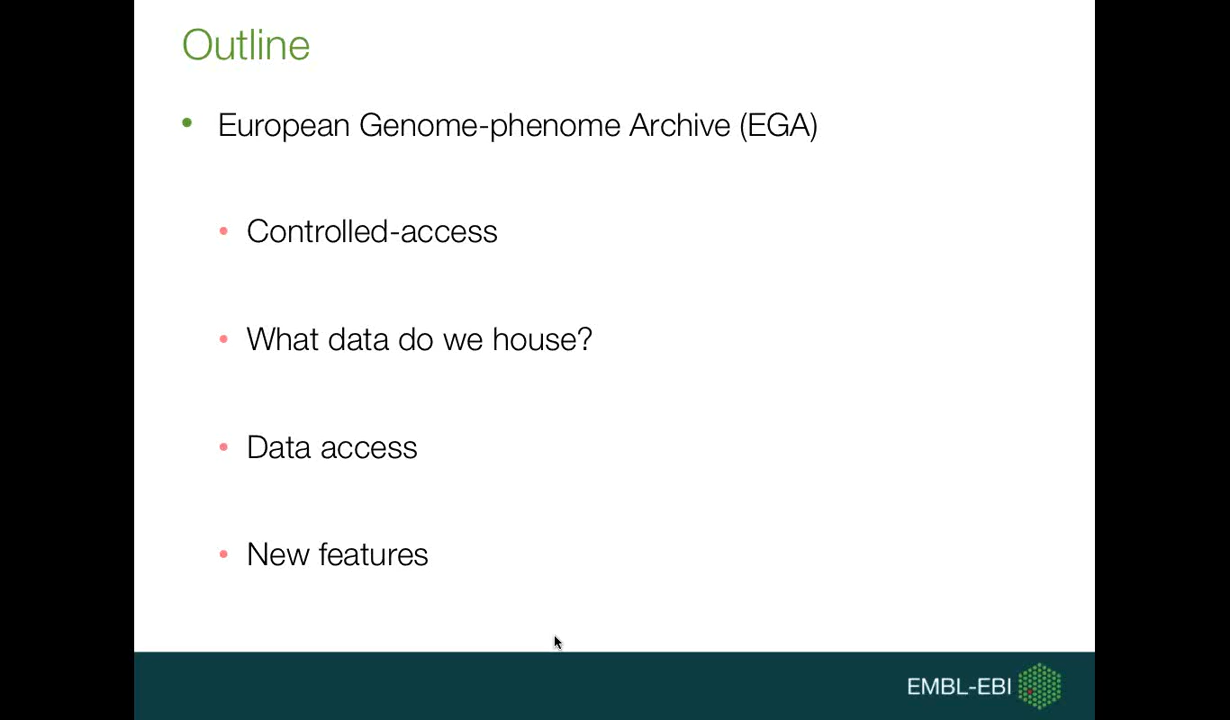 Outline
European Genome-phenome Archive (EGA)
Controlled-access
What data do we house?
Data access
New features
EMBL-EBI